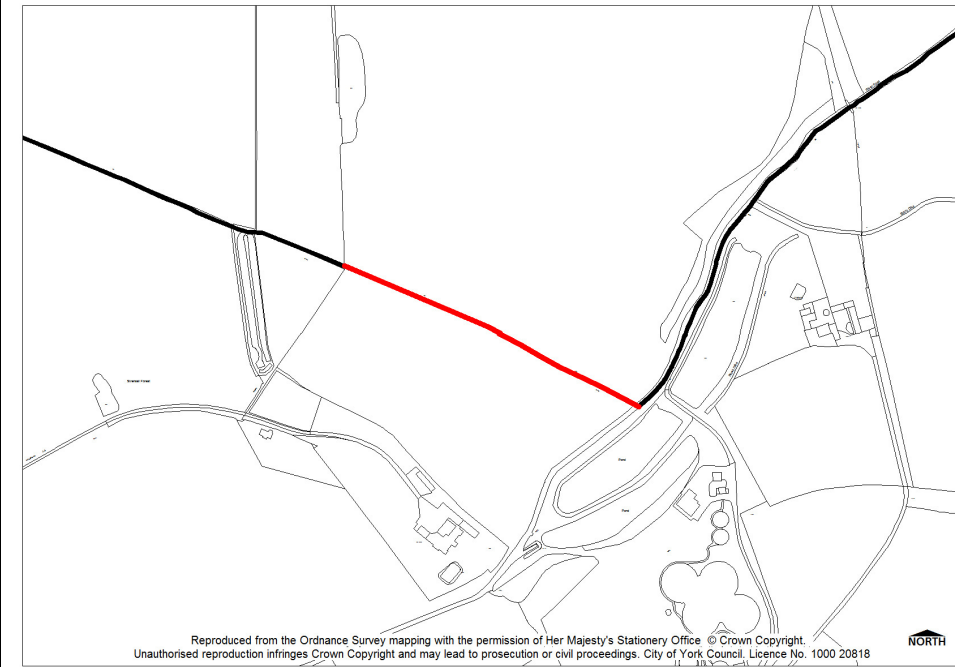 Pond
Pond
Reproduced from the Ordnance Survey mapping with the permission of Her Majesty's Stationery Office © Crown Copyright.
Unauthorised reproduction infringes Crown Copyright and may lead to prosecution or civil proceedings. City of York Council. Licence No. 1000 20818
NORTH